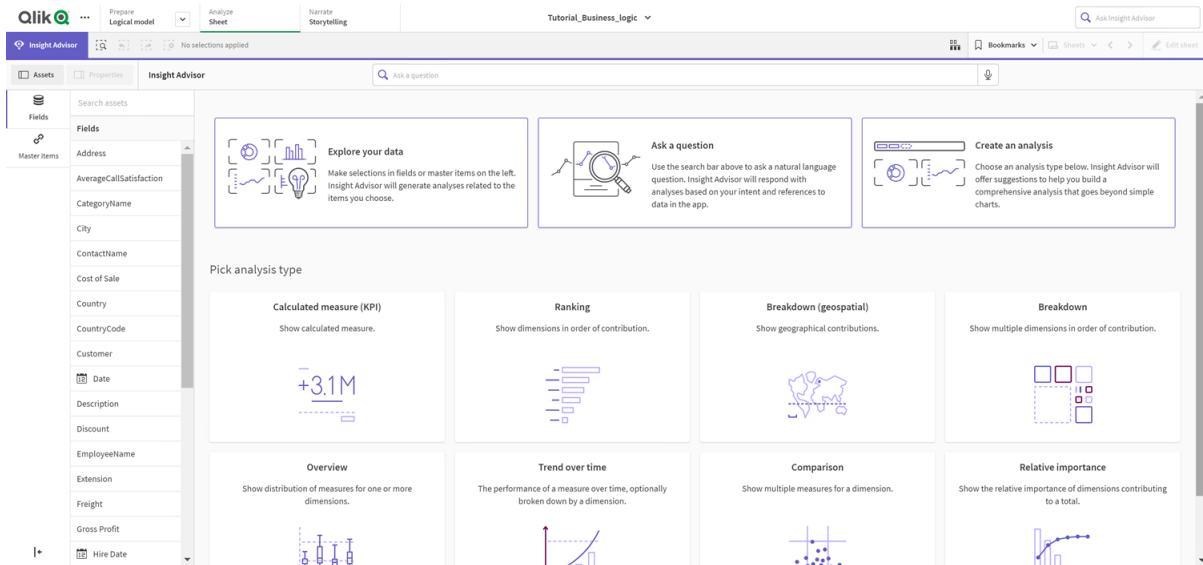 Qlik
Prepare
Logical model
Analyze
Sheet
Narrate
Storytelling
Tutorial_Business_logic
Ask Insight Advisor
Insight Advisor
No selections applied
Bookmarks
Sheets
Edit sheet
Assets
Properties
Insight Advisor
Ask a question
Fields
Master Items
Search assets
Fields
Address
AverageCallSatisfaction
CategoryName
City
ContactName
Cost of Sale
Country
CountryCode
Customer
Date
Description
Discount
EmployeeName
Extension
Freight
Gross Profit
Hire Date
Explore your data
Make selections in fields or master items on the left.
Insight Advisor will generate analyses related to the
items you choose.
Ask a question
Use the search bar above to ask a natural language
question. Insight Advisor will respond with
analyses based on your intent and references to
data in the app.
Create an analysis
Choose an analysis type below. Insight Advisor will
offer suggestions to help you build a
comprehensive analysis that goes beyond simple
charts.
Pick analysis type
Calculated measure (KPI)
Show calculated measure.
+3.1M
Ranking
Show dimensions in order of contribution.
Breakdown (geospatial)
Show geographical contributions.
Breakdown
Show multiple dimensions in order of contribution.
Overview
Show distribution of measures for one or more
dimensions.
Trend over time
The performance of a measure over time, optionally
broken down by a dimension.
Comparison
Show multiple measures for a dimension.
Relative importance
Show the relative importance of dimensions contributing
to a total.